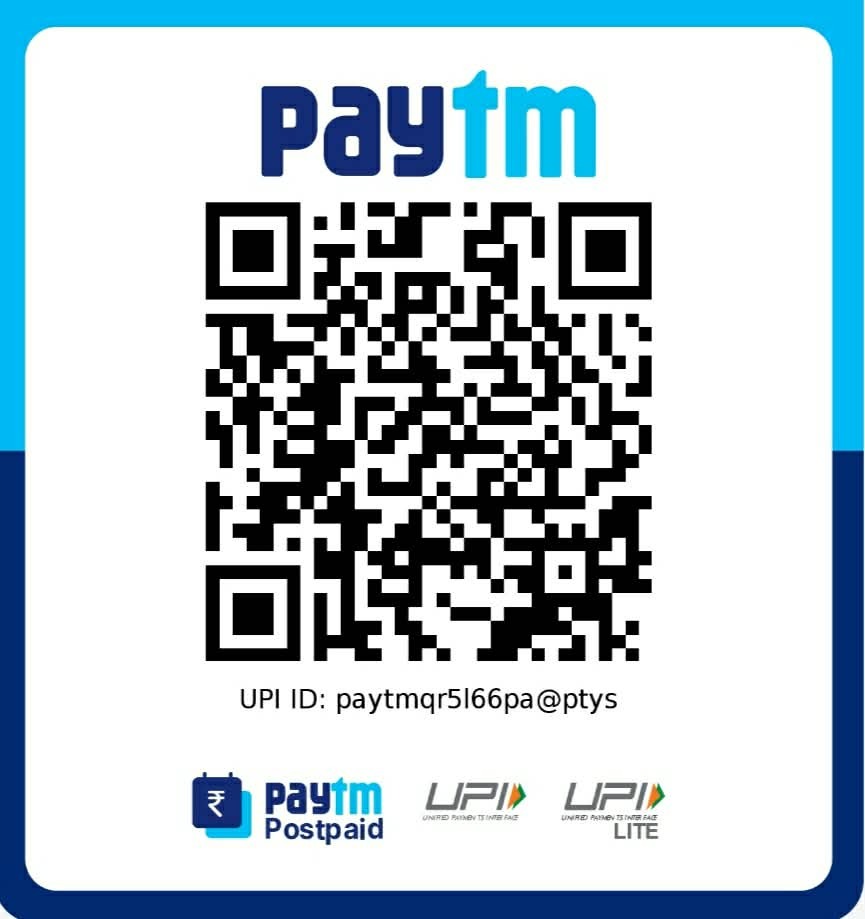 paytm
UPI ID: paytmqr5l66pa@ptys
₹
paytm
Postpaid
UPI
UNIFIED PAYMENTS INTERFACE
UPI
UNIFIED PAYMENTS INTERFACE
LITE